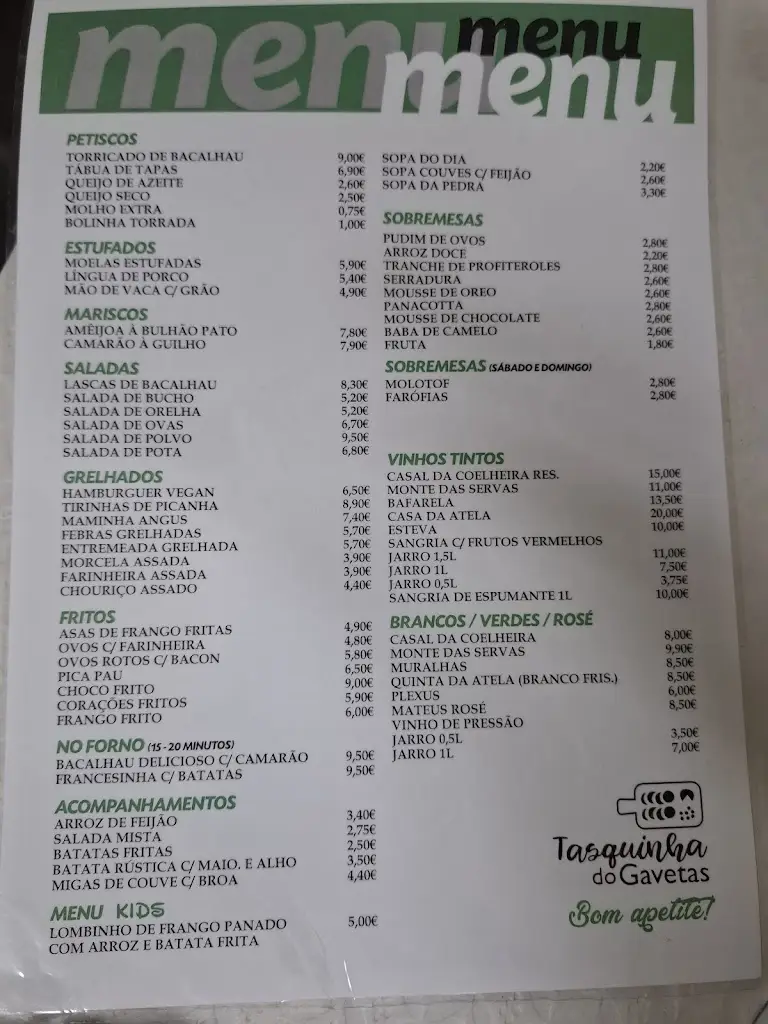 menu menu menu
PETISCOS
TORRICADO DE BACALHAU 9,00€
TÁBUA DE TAPAS 6,90€
QUEIJO DE AZEITE 2,60€
QUEIJO SECO 2,50€
MOLHO EXTRA 0,75€
BOLINHA TORRADA 1,00€
ESTUFADOS
MOELAS ESTUFADAS 5,90€
LÍNGUA DE PORCO 5,40€
MÃO DE VACA C/ GRÃO 4,90€
MARISCOS
AMÊIJOA À BULHÃO PATO 7,80€
CAMARÃO À GUILHO 7,90€
SALADAS
LASCAS DE BACALHAU 8,30€
SALADA DE BUCHO 5,20€
SALADA DE ORELHA 5,20€
SALADA DE OVAS 6,70€
SALADA DE POLVO 9,50€
SALADA DE POTA 6,80€
GRELHADOS
HAMBURGUER VEGAN 6,50€
TIRINHAS DE PICANHA 8,90€
MAMINHA ANGUS 7,40€
FEBRAS GRELHADAS 5,70€
ENTREMEADA GRELHADA 5,70€
MORCELA ASSADA 3,90€
FARINHEIRA ASSADA 3,90€
CHOURIÇO ASSADO 4,40€
FRITOS
ASAS DE FRANGO FRITAS 4,90€
OVOS C/ FARINHEIRA 4,80€
OVOS ROTOS C/ BACON 5,80€
PICA PAU 6,50€
CHOCO FRITO 9,00€
CORAÇÕES FRITOS 5,90€
FRANGO FRITO 6,00€
NO FORNO (15 - 20 MINUTOS)
BACALHAU DELICIOSO C/ CAMARÃO 9,50€
FRANCESINHA C/ BATATAS 9,50€
ACOMPANHAMENTOS
ARROZ DE FEIJÃO 3,40€
SALADA MISTA 2,75€
BATATAS FRITAS 2,50€
BATATA RÚSTICA C/ MAIO. E ALHO 3,50€
MIGAS DE COUVE C/ BROA 4,40€
MENU KIDS
LOMBINHO DE FRANGO PANADO 5,00€
COM ARROZ E BATATA FRITA
SOPA DO DIA 2,20€
SOPA COUVES C/ FEIJÃO 2,60€
SOPA DA PEDRA 3,30€
SOBREMESAS
PUDIM DE OVOS 2,80€
ARROZ DOCE 2,20€
TRANCHE DE PROFITEROLES 2,80€
SERRADURA 2,60€
MOUSSE DE OREO 2,60€
PANACOTTA 2,80€
MOUSSE DE CHOCOLATE 2,60€
BABA DE CAMELO 2,60€
FRUTA 1,80€
SOBREMESAS (SÁBADO E DOMINGO)
MOLOTOF 2,80€
FARÓFIAS 2,80€
VINHOS TINTOS
CASAL DA COELHEIRA RES. 15,00€
MONTE DAS SERVAS 11,00€
BAFARELA 13,50€
CASA DA ATELA 20,00€
ESTEVA 10,00€
SANGRIA C/ FRUTOS VERMELHOS
JARRO 1,5L 11,00€
JARRO 1L 7,50€
JARRO 0,5L 3,75€
SANGRIA DE ESPUMANTE 1L 10,00€
BRANCOS / VERDES / ROSÉ
CASAL DA COELHEIRA 8,00€
MONTE DAS SERVAS 9,90€
MURALHAS 8,50€
QUINTA DA ATELA (BRANCO FRIS.) 8,50€
PLEXUS 6,00€
MATEUS ROSÉ 8,50€
VINHO DE PRESSÃO
JARRO 0,5L 3,50€
JARRO 1L 7,00€
Tasquinha
do Gavetas
Bom apetite!